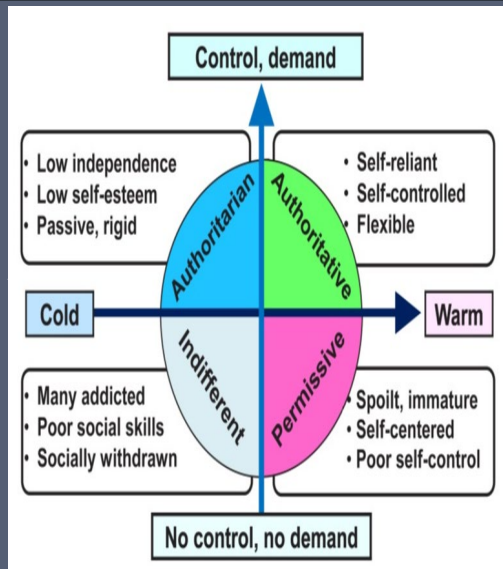 Control, demand
• Low independence
• Low self-esteem
• Passive, rigid
• Self-reliant
• Self-controlled
• Flexible
Authoritarian
Authoritative
Cold
Warm
Indifferent
Permissive
• Many addicted
• Poor social skills
• Socially withdrawn
• Spoilt, immature
• Self-centered
• Poor self-control
No control, no demand